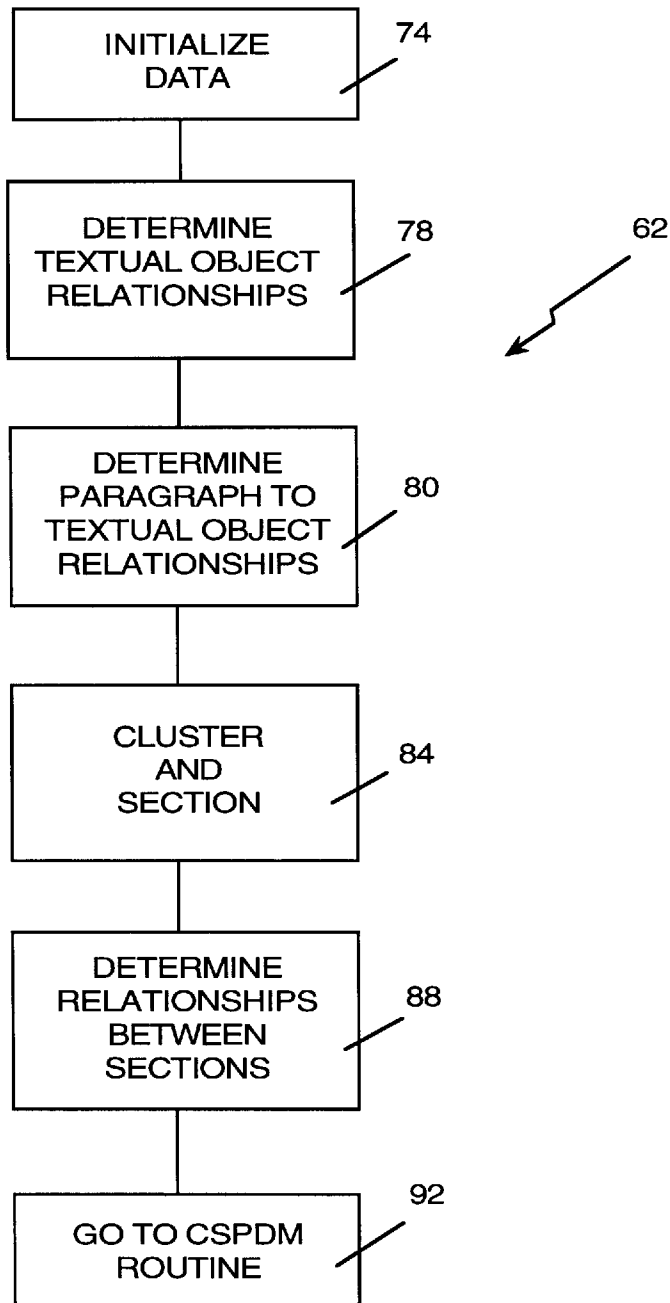 INITIALIZE
DATA
74
DETERMINE
TEXTUAL OBJECT
RELATIONSHIPS
78
62
DETERMINE
PARAGRAPH TO
TEXTUAL OBJECT
RELATIONSHIPS
80
CLUSTER
AND
SECTION
84
DETERMINE
RELATIONSHIPS
BETWEEN
SECTIONS
88
GO TO CSPDM
ROUTINE
92